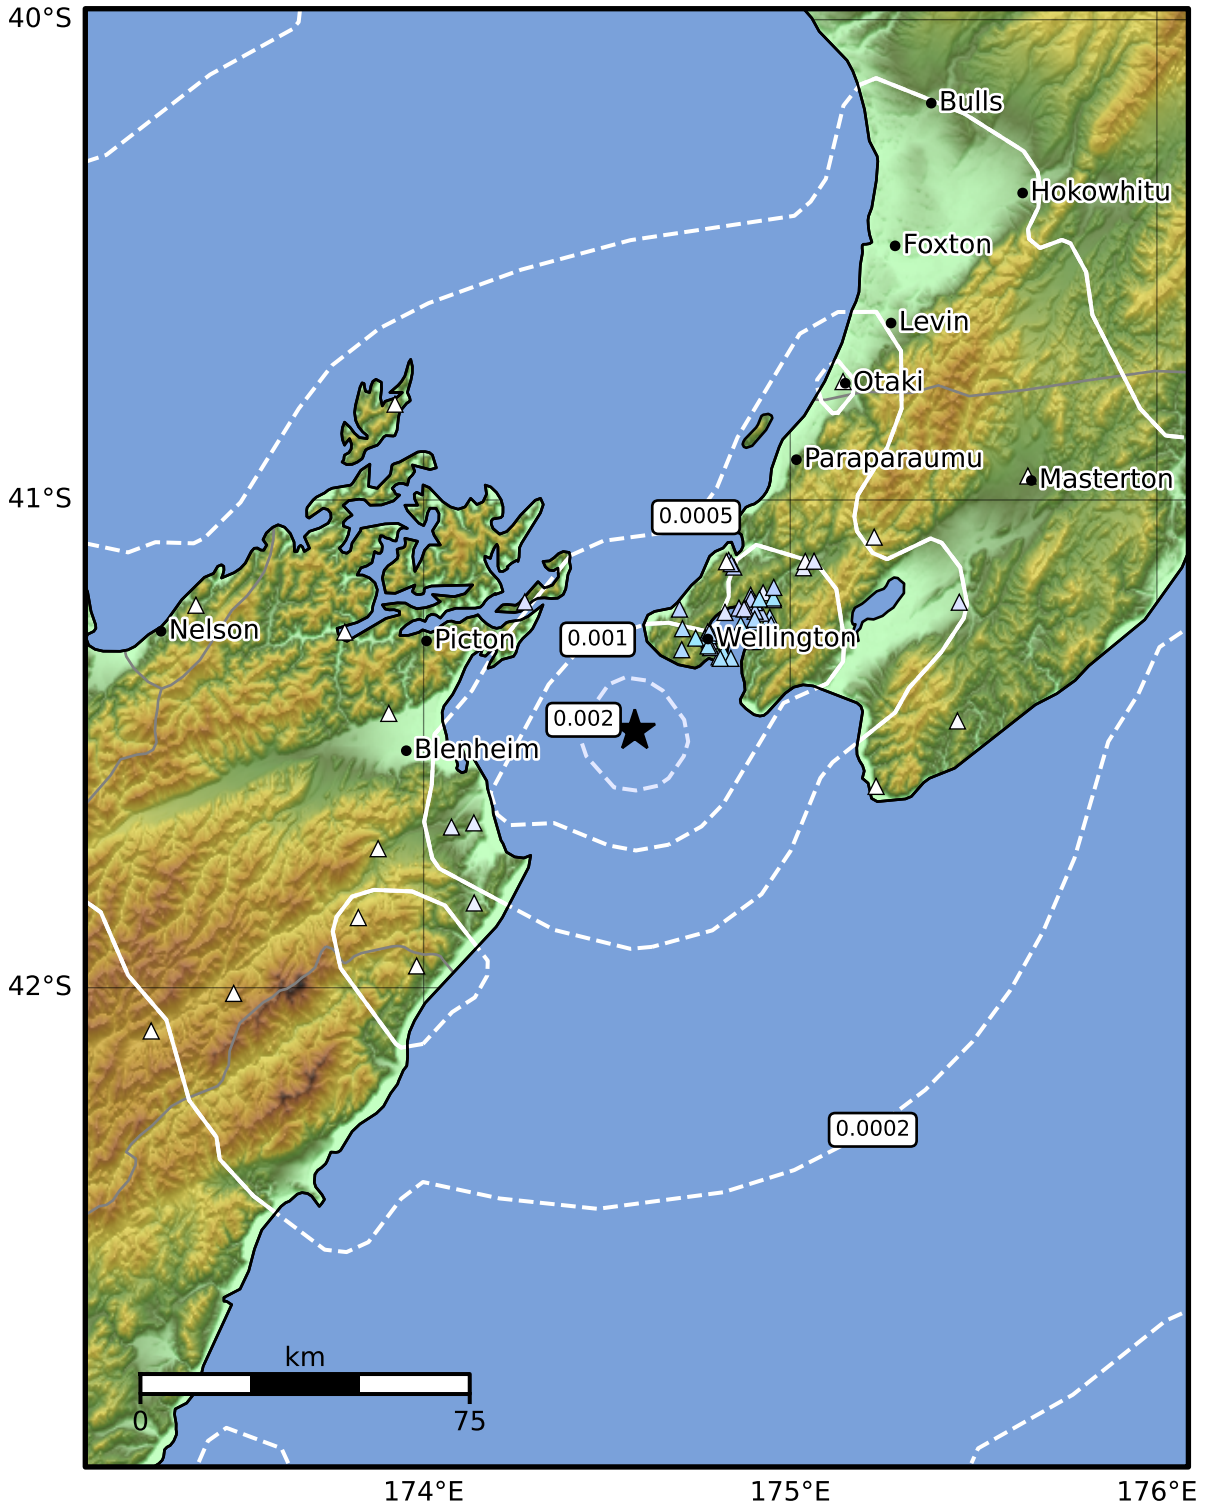 40°S
Bulls
Hokowhitu
Foxton
Levin
Otaki
Paraparaumu
Masterton
41°S
0.0005
Nelson
Picton
0.001
Wellington
0.002
Blenheim
42°S
0.0002
km
0
75
174°E
175°E
176°E